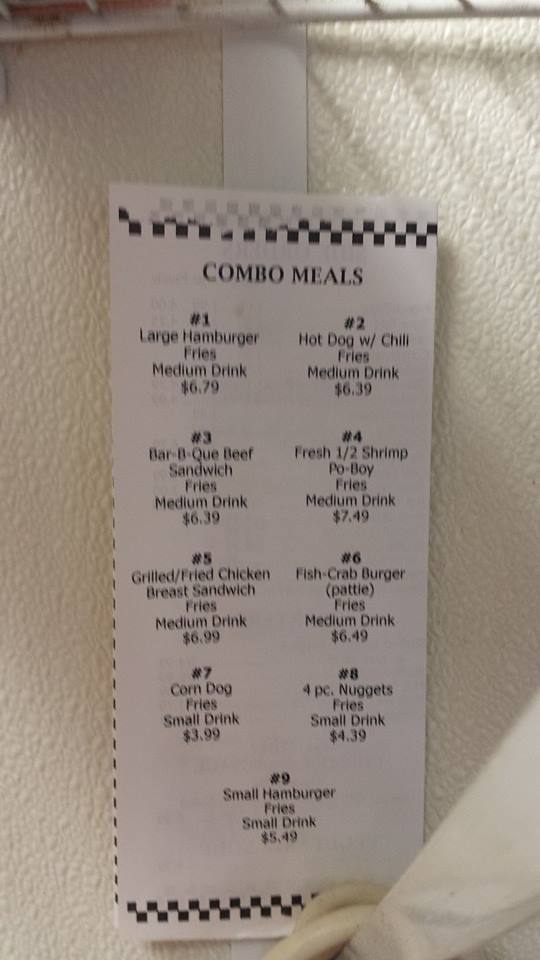 COMBO MEALS
#1
Large Hamburger
Fries
Medium Drink
$6.79
#2
Hot Dog w/ Chili
Fries
Medium Drink
$6.39
#3
Bar-B-Que Beef
Sandwich
Fries
Medium Drink
$6.39
#4
Fresh 1/2 Shrimp
Po-Boy
Fries
Medium Drink
$7.49
#5
Grilled/Fried Chicken
Breast Sandwich
Fries
Medium Drink
$6.99
#6
Fish-Crab Burger
(pattie)
Fries
Medium Drink
$6.49
#7
Corn Dog
Fries
Small Drink
$3.99
#8
4 pc. Nuggets
Fries
Small Drink
$4.39
#9
Small Hamburger
Fries
Small Drink
$5.49